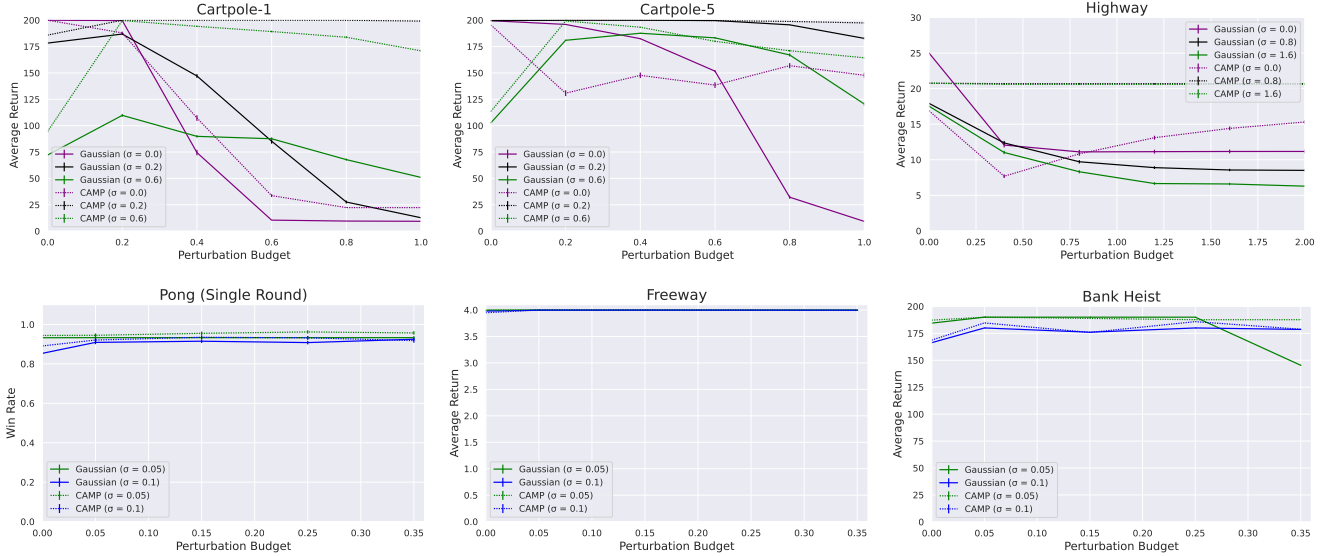 Cartpole-1
Average Return
200
175
150
125
100
75
50
25
0
Gaussian (σ = 0.0)
Gaussian (σ = 0.2)
Gaussian (σ = 0.6)
CAMP (σ = 0.0)
CAMP (σ = 0.2)
CAMP (σ = 0.6)
0.0 0.2 0.4 0.6 0.8 1.0
Perturbation Budget
Cartpole-5
Average Return
200
175
150
125
100
75
50
25
0
Gaussian (σ = 0.0)
Gaussian (σ = 0.2)
Gaussian (σ = 0.6)
CAMP (σ = 0.0)
CAMP (σ = 0.2)
CAMP (σ = 0.6)
0.0 0.2 0.4 0.6 0.8 1.0
Perturbation Budget
Highway
Average Return
30
25
20
15
10
5
0
Gaussian (σ = 0.0)
Gaussian (σ = 0.8)
Gaussian (σ = 1.6)
CAMP (σ = 0.0)
CAMP (σ = 0.8)
CAMP (σ = 1.6)
0.00 0.25 0.50 0.75 1.00 1.25 1.50 1.75 2.00
Perturbation Budget
Pong (Single Round)
Win Rate
1.0
0.8
0.6
0.4
0.2
0.0
Gaussian (σ = 0.05)
Gaussian (σ = 0.1)
CAMP (σ = 0.05)
CAMP (σ = 0.1)
0.00 0.05 0.10 0.15 0.20 0.25 0.30 0.35
Perturbation Budget
Freeway
Average Return
4.0
3.5
3.0
2.5
2.0
1.5
1.0
0.5
0.0
Gaussian (σ = 0.05)
Gaussian (σ = 0.1)
CAMP (σ = 0.05)
CAMP (σ = 0.1)
0.00 0.05 0.10 0.15 0.20 0.25 0.30 0.35
Perturbation Budget
Bank Heist
Average Return
200
175
150
125
100
75
50
25
0
Gaussian (σ = 0.05)
Gaussian (σ = 0.1)
CAMP (σ = 0.05)
CAMP (σ = 0.1)
0.00 0.05 0.10 0.15 0.20 0.25 0.30 0.35
Perturbation Budget